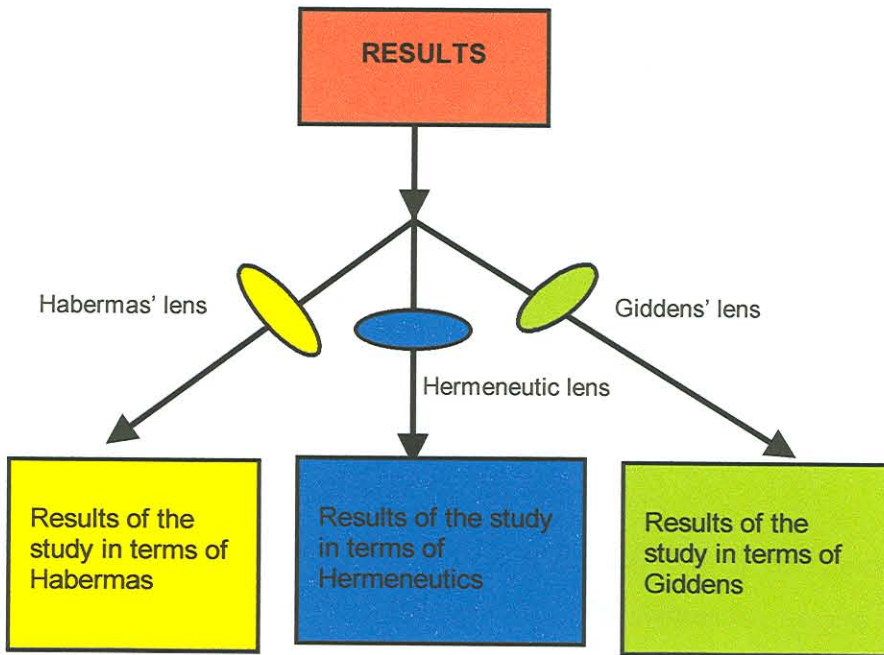 RESULTS
Habermas' lens
Giddens' lens
Hermeneutic lens
Results of the
study in terms of
Habermas
Results of the study
in terms of
Hermeneutics
Results of the
study in terms of
Giddens